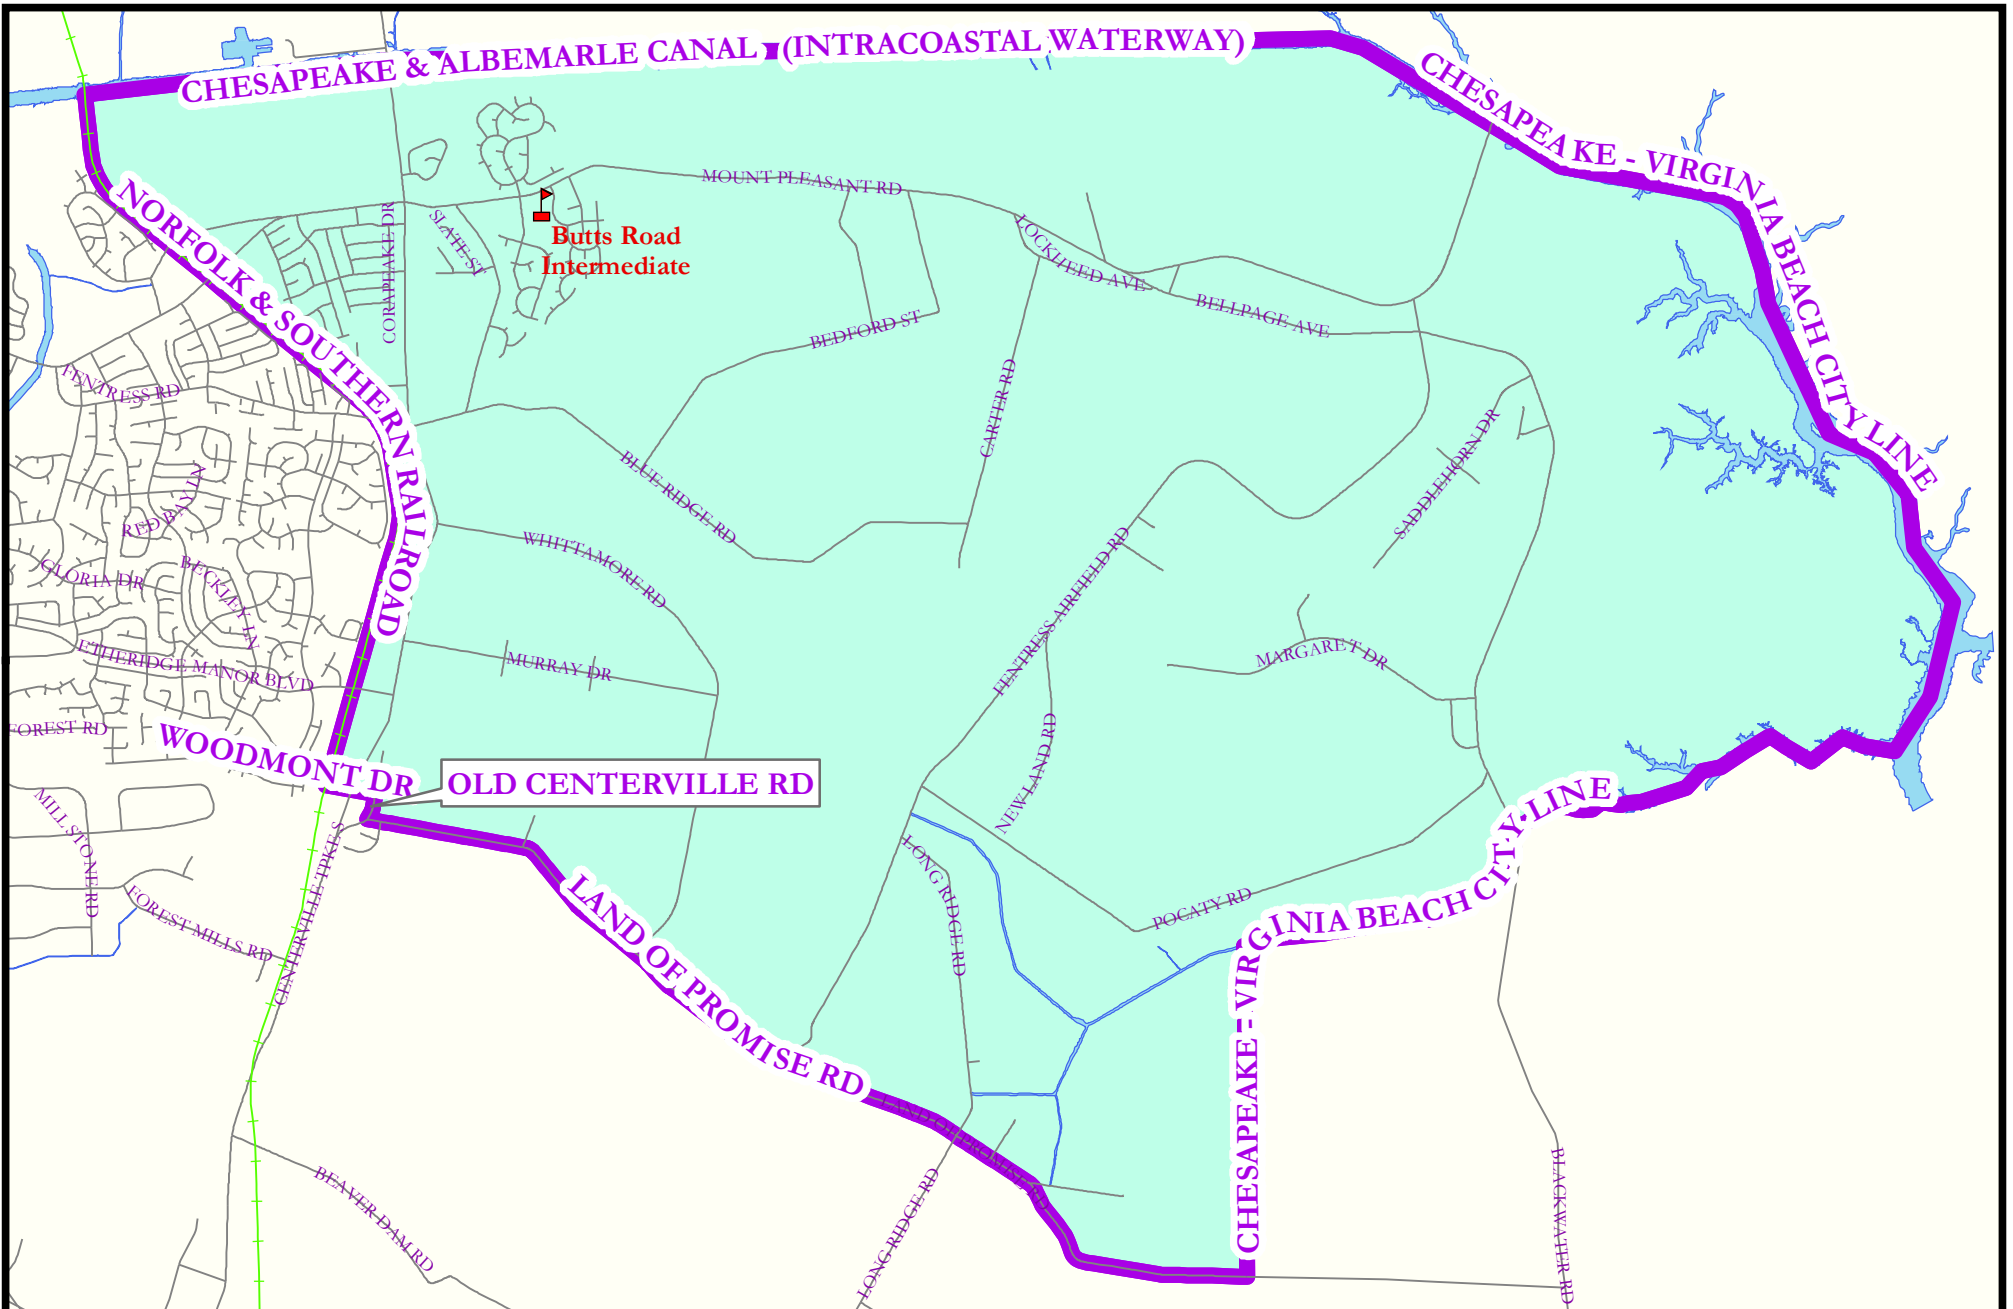 CHESAPEAKE & ALBEMARLE CANAL (INTRACOASTAL WATERWAY)
CHESAPEAKE - VIRGINIA BEACH CITY LINE
MOUNT PLEASANT RD
NORFOLK & SOUTHERN RAILROAD
CORAPEAKE DR
SLATE ST
Butts Road
Intermediate
LOCKHEED AVE
BELLPAGE AVE
BEDFORD ST
FENTRESS RD
CARTER RD
SADDLEHORN DR
BLUE RIDGE RD
RED BAY LN
WHITTAMORE RD
GLORIA DR
BECKLEY LN
FENTRESS AIRFIELD RD
ETHERIDGE MANOR BLVD
MURRAY DR
MARGARET DR
FOREST RD
WOODMONT DR
OLD CENTERVILLE RD
NEW LAND RD
MILL STONE RD
CENTERVILLE TPKE S
FOREST MILLS RD
LAND OF PROMISE RD
LONG RIDGE RD
POCATY RD
CHESAPEAKE - VIRGINIA BEACH CITY LINE
BEAVER DAM RD
LONG RIDGE RD
BLACKWATER RD